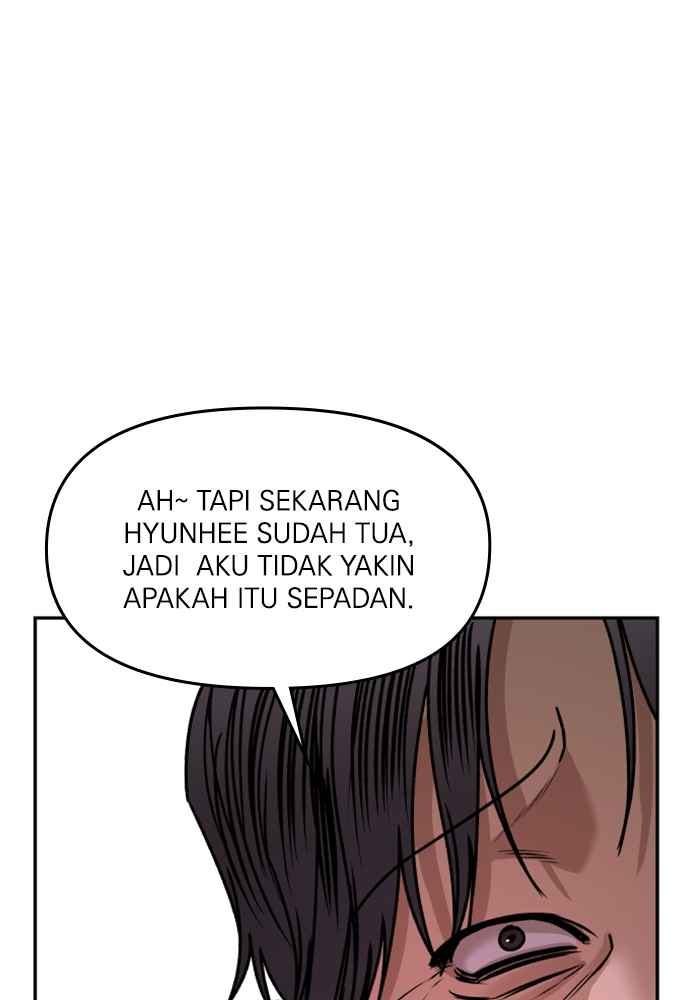 AH~ TAPI SEKARANG
HYUNHEE SUDAH TUA,
JADI AKU TIDAK YAKIN
APAKAH ITU SEPADAN.